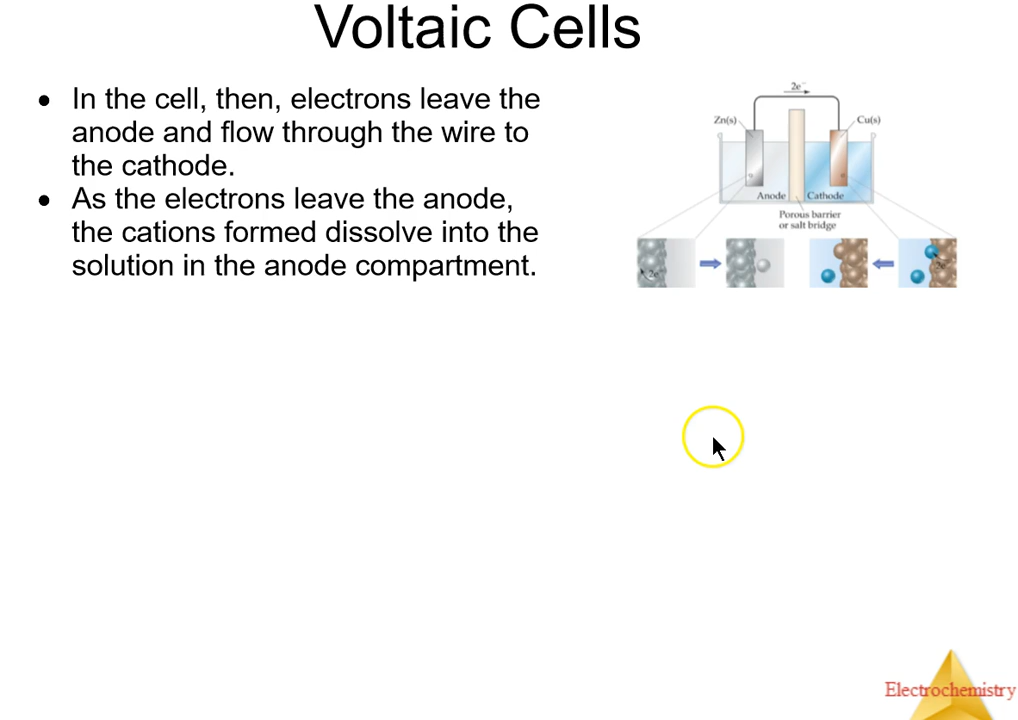 Voltaic Cells
• In the cell, then, electrons leave the
anode and flow through the wire to
the cathode.
• As the electrons leave the anode,
the cations formed dissolve into the
solution in the anode compartment.
2e⁻
Zn(s)
Cu(s)
Anode
Cathode
Porous barrier
or salt bridge
2e⁻
Electrochemistry